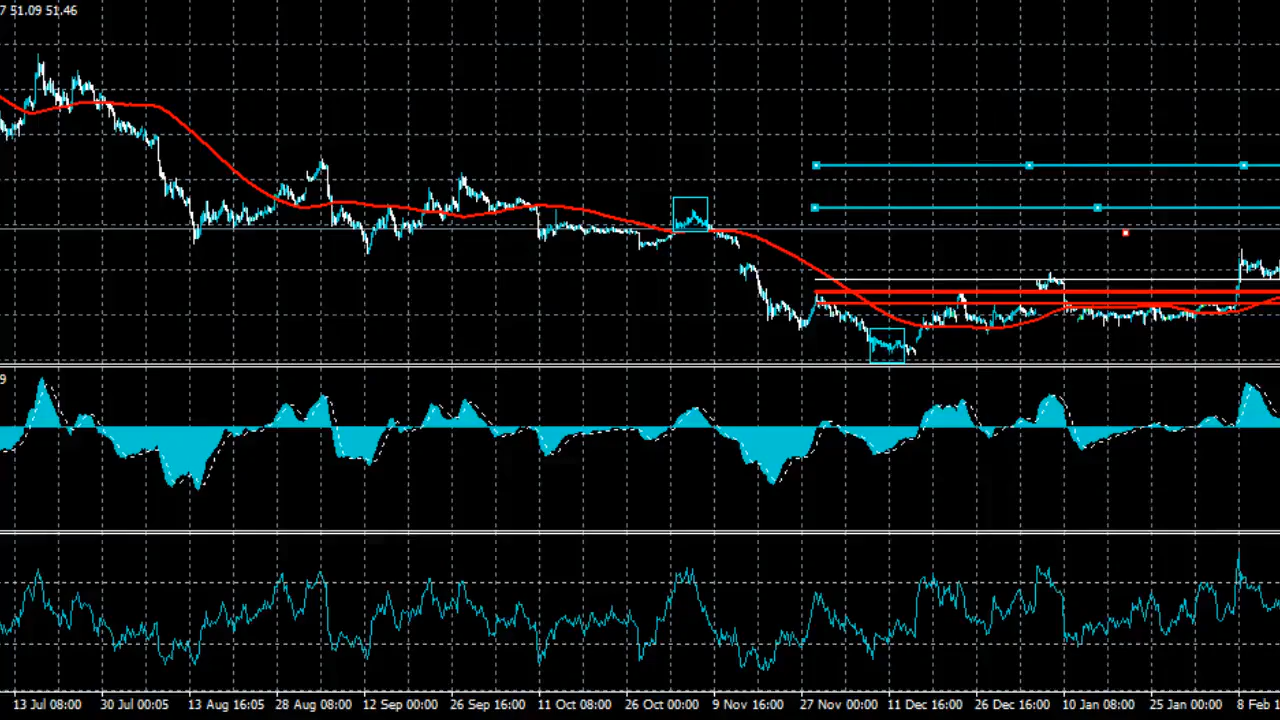 7 51.09 51.46
9
13 Jul 08:00 30 Jul 00:05 13 Aug 16:05 28 Aug 08:00 12 Sep 00:00 26 Sep 16:00 11 Oct 08:00 26 Oct 00:00 9 Nov 16:00 27 Nov 00:00 11 Dec 16:00 26 Dec 16:00 10 Jan 08:00 25 Jan 00:00 8 Feb 1